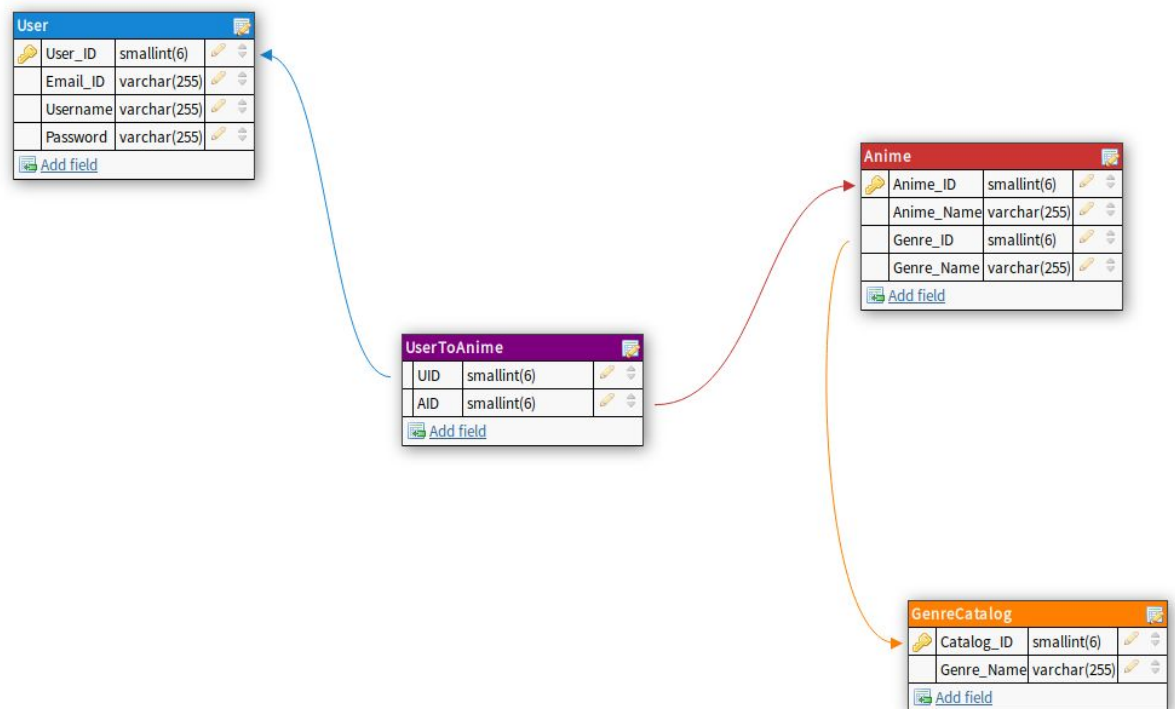 User
User_ID smallint(6)
Email_ID varchar(255)
Username varchar(255)
Password varchar(255)
Add field
Anime
Anime_ID smallint(6)
Anime_Name varchar(255)
Genre_ID smallint(6)
Genre_Name varchar(255)
Add field
UserToAnime
UID smallint(6)
AID smallint(6)
Add field
GenreCatalog
Catalog_ID smallint(6)
Genre_Name varchar(255)
Add field